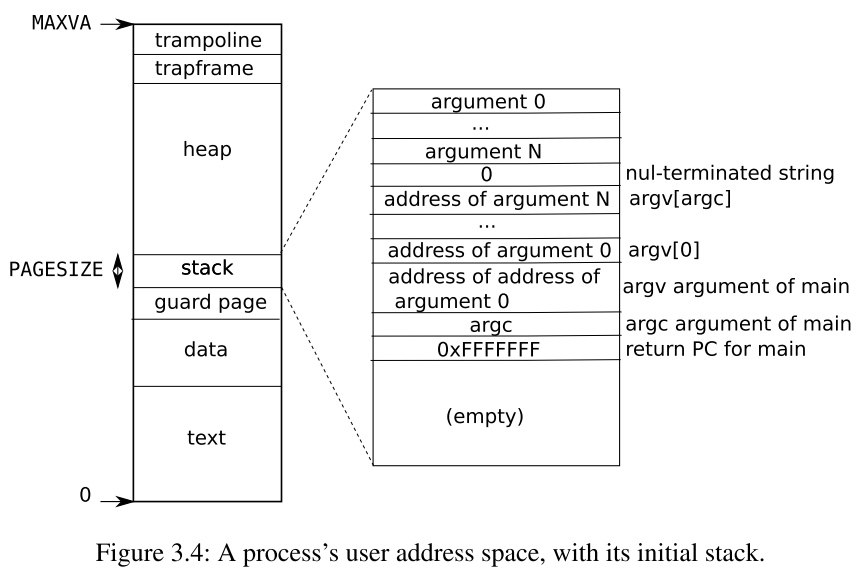 MAXVA
trampoline
trapframe
heap
PAGESIZE
stack
guard page
data
text
0
argument 0
...
argument N
0 nul-terminated string
address of argument N argv[argc]
...
address of argument 0 argv[0]
address of address of
argument 0
argv argument of main
argc argc argument of main
0xFFFFFFF return PC for main
(empty)
Figure 3.4: A process’s user address space, with its initial stack.